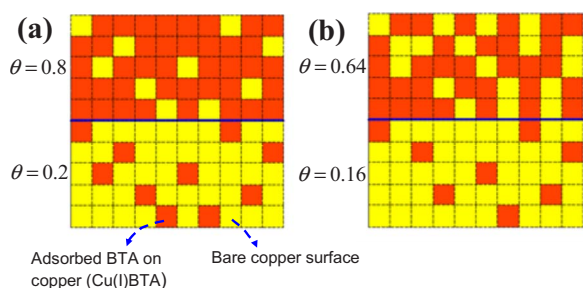 (a)
(b)
θ = 0.8
θ = 0.64
θ = 0.2
θ = 0.16
Adsorbed BTA on
copper (Cu(I)BTA)
Bare copper surface